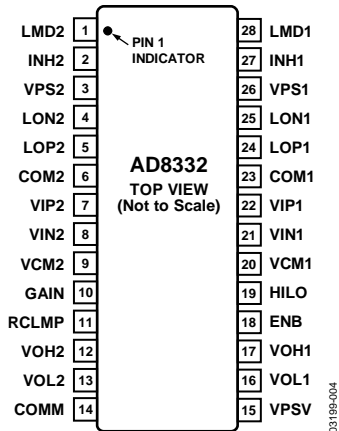 LMD2 1 28 LMD1
PIN 1
INDICATOR
INH2 2 27 INH1
VPS2 3 26 VPS1
LON2 4 25 LON1
LOP2 5 24 LOP1
COM2 6 23 COM1
AD8332
TOP VIEW
(Not to Scale)
VIP2 7 22 VIP1
VIN2 8 21 VIN1
VCM2 9 20 VCM1
GAIN 10 19 HILO
RCLMP 11 18 ENB
VOH2 12 17 VOH1
VOL2 13 16 VOL1
COMM 14 15 VPSV
03199-004